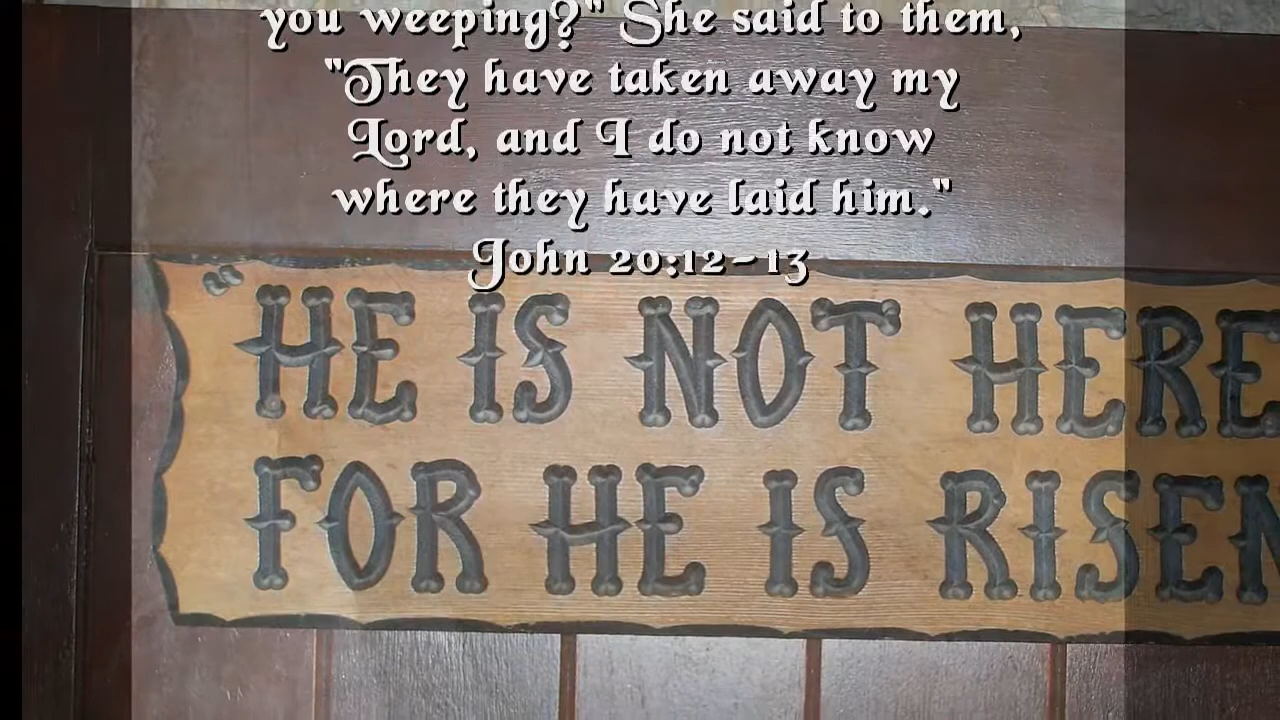 you weeping?" She said to them,
"They have taken away my
Lord, and I do not know
where they have laid him."
John 20:12-13
"HE IS NOT HERE
FOR HE IS RISEN